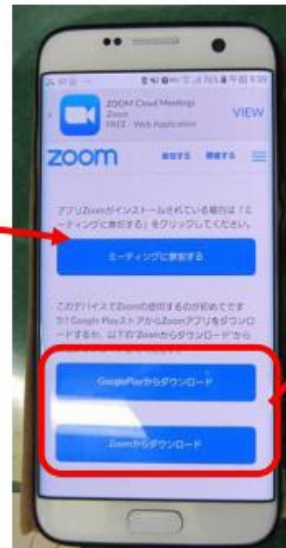 ZOOM Cloud Meetings
Zoom
FREE - Web Application
VIEW
zoom
参加する 開催する
アプリZoomがインストールされている場合は「ミ
ーティングに参加する」をクリックしてください。
ミーティングに参加する
このデバイスでZoomの使用するのが初めてです
か? Google PlayストアからZoomアプリをダウンロ
ードするか、以下の"Zoomからダウンロード"から
GooglePlayからダウンロード
Zoomからダウンロード